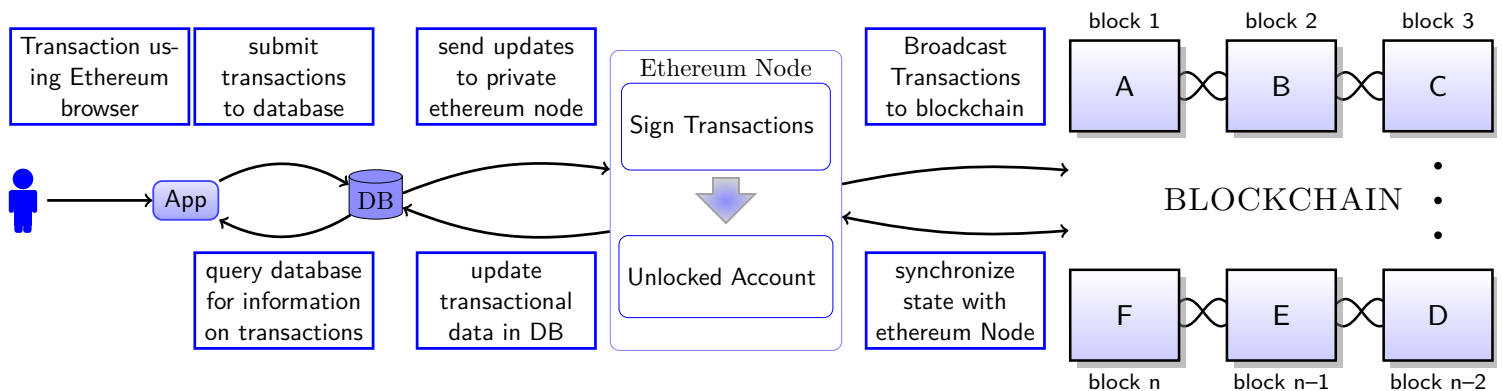 Transaction us-
ing Ethereum
browser
submit
transactions
to database
send updates
to private
ethereum node
Ethereum Node
Sign Transactions
Unlocked Account
Broadcast
Transactions
to blockchain
block 1
block 2
block 3
A
B
C
App
DB
BLOCKCHAIN
query database
for information
on transactions
update
transactional
data in DB
synchronize
state with
ethereum Node
F
E
D
block n
block n–1
block n–2